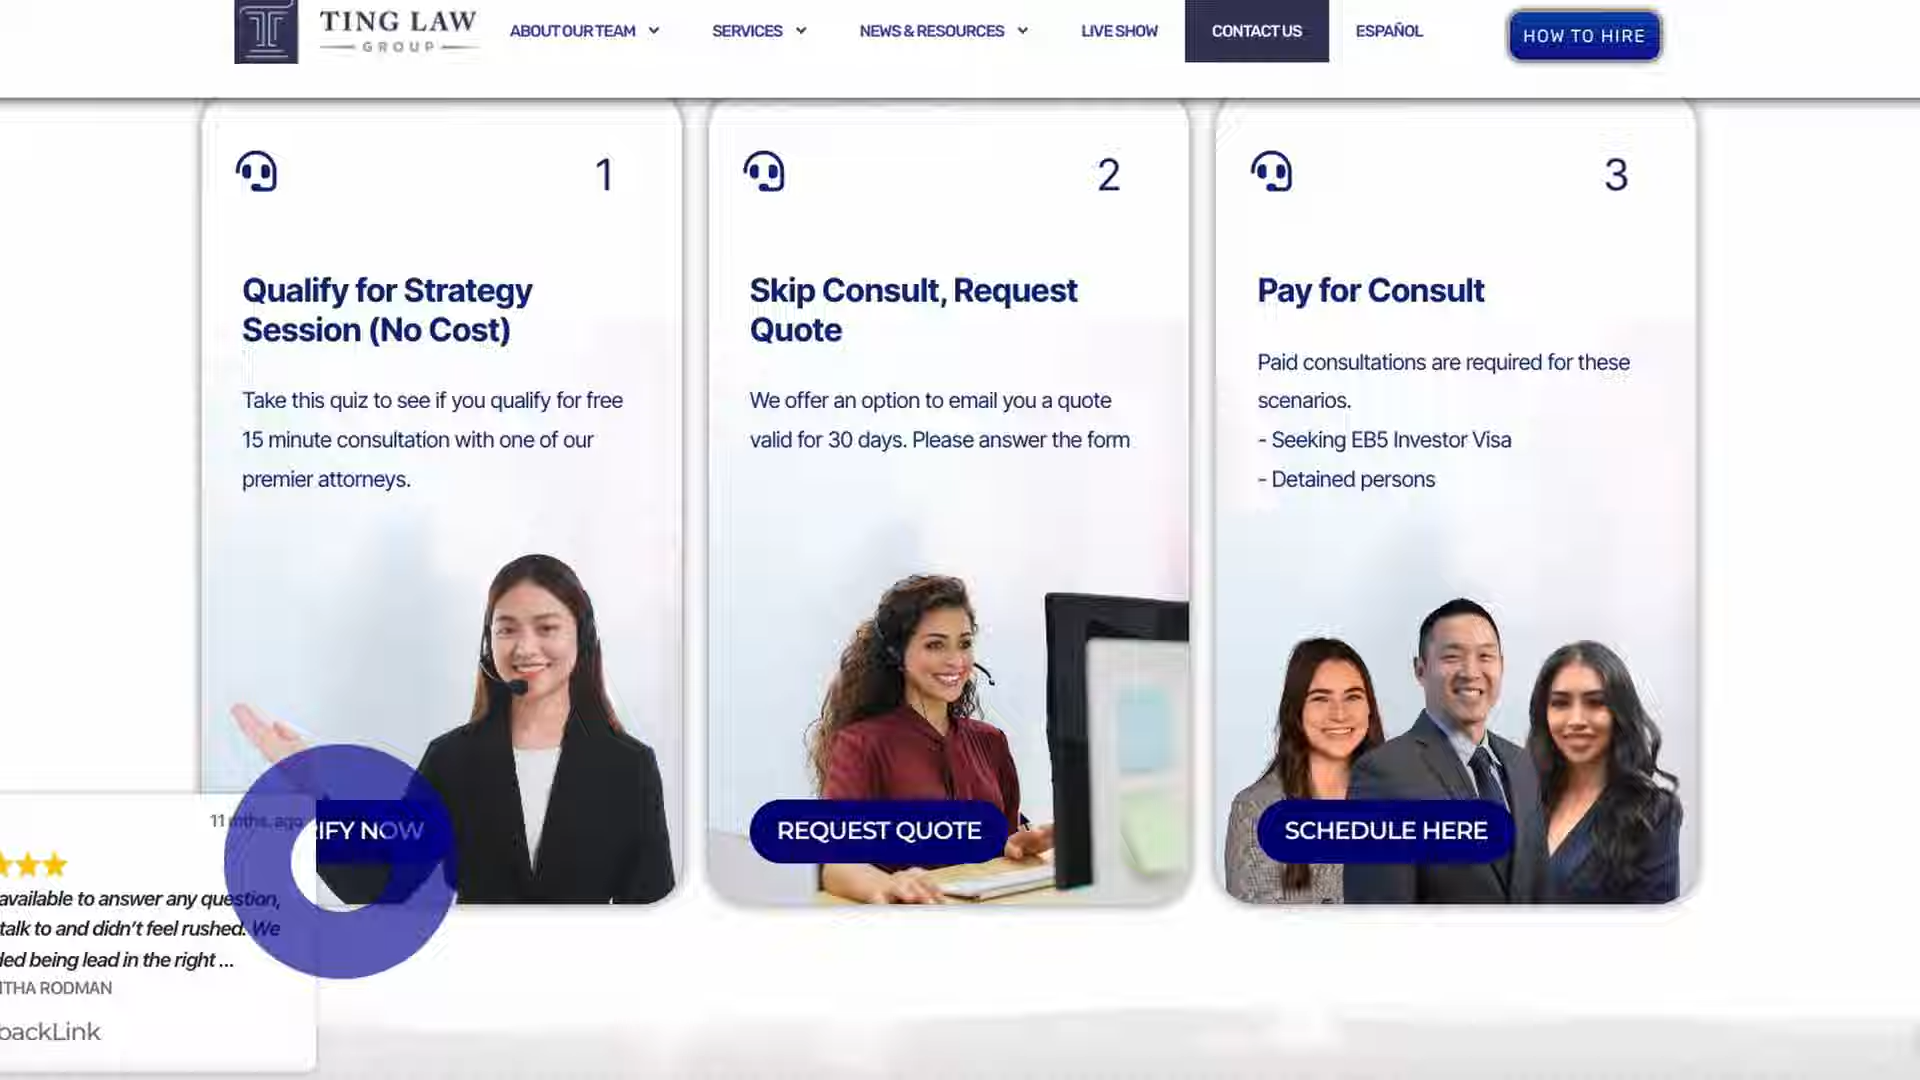 TING LAW
GROUP
ABOUT OUR TEAM
SERVICES
NEWS & RESOURCES
LIVE SHOW
CONTACT US
ESPAÑOL
HOW TO HIRE
1
Qualify for Strategy
Session (No Cost)
Take this quiz to see if you qualify for free
15 minute consultation with one of our
premier attorneys.
RIFY NOW
2
Skip Consult, Request
Quote
We offer an option to email you a quote
valid for 30 days. Please answer the form
REQUEST QUOTE
3
Pay for Consult
Paid consultations are required for these
scenarios.
- Seeking EB5 Investor Visa
- Detained persons
SCHEDULE HERE
11 mths. ago
available to answer any question,
talk to and didn't feel rushed. We
ded being lead in the right ...
THA RODMAN
backLink